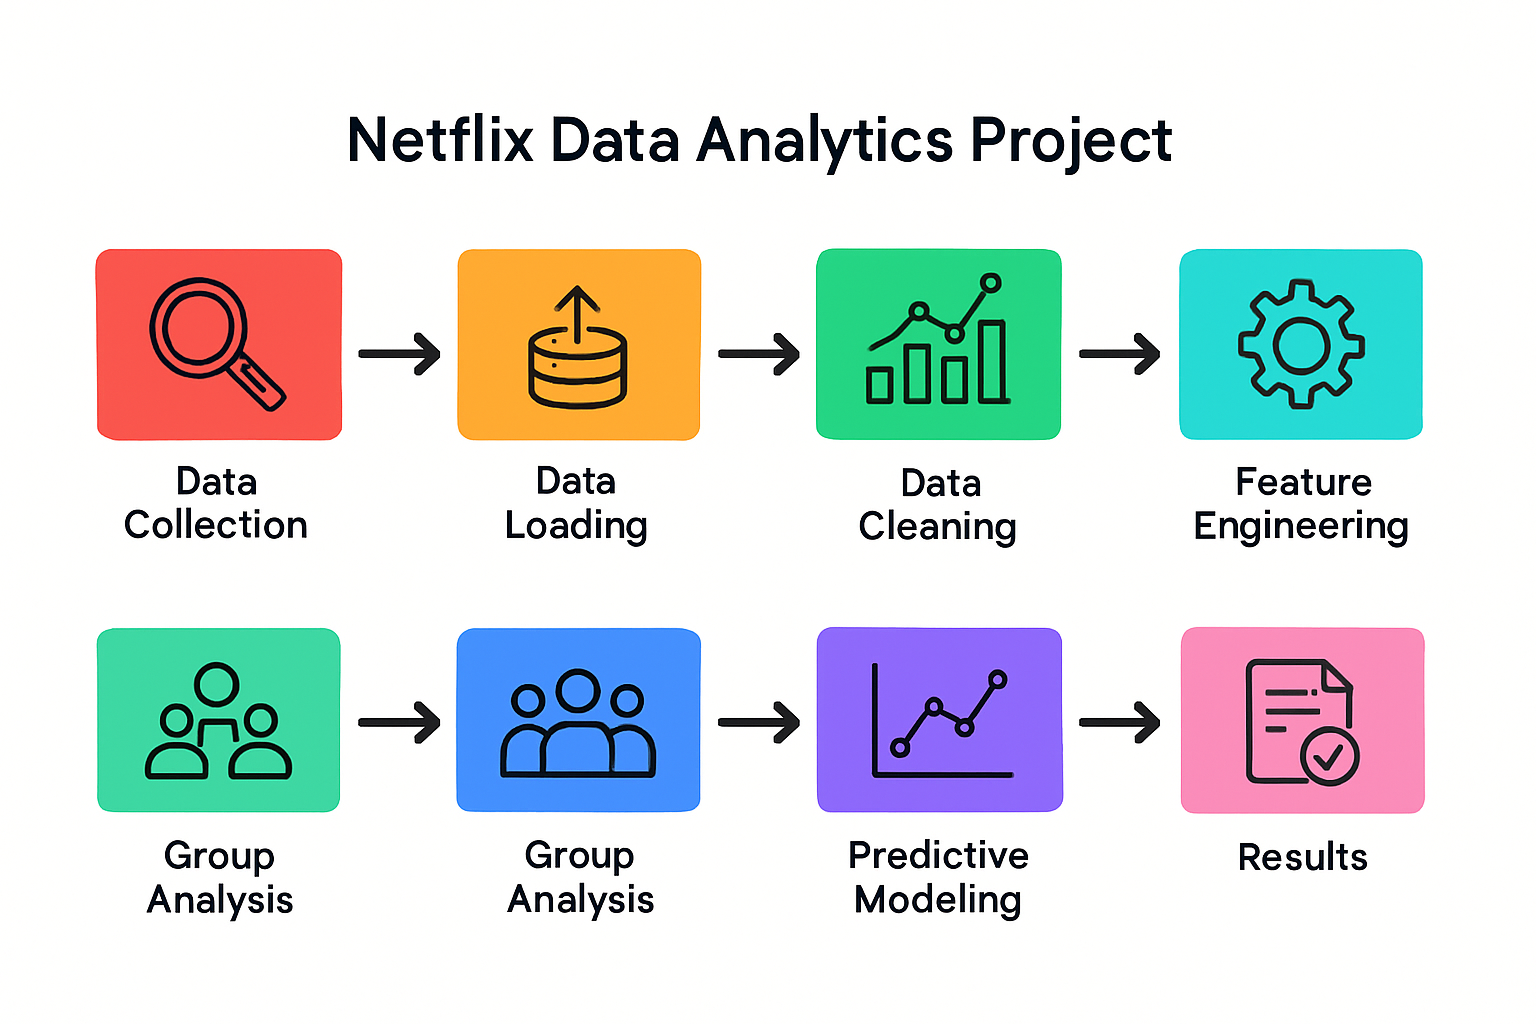 Netflix Data Analytics Project
Data
Collection
Data
Loading
Data
Cleaning
Feature
Engineering
Group
Analysis
Group
Analysis
Predictive
Modeling
Results